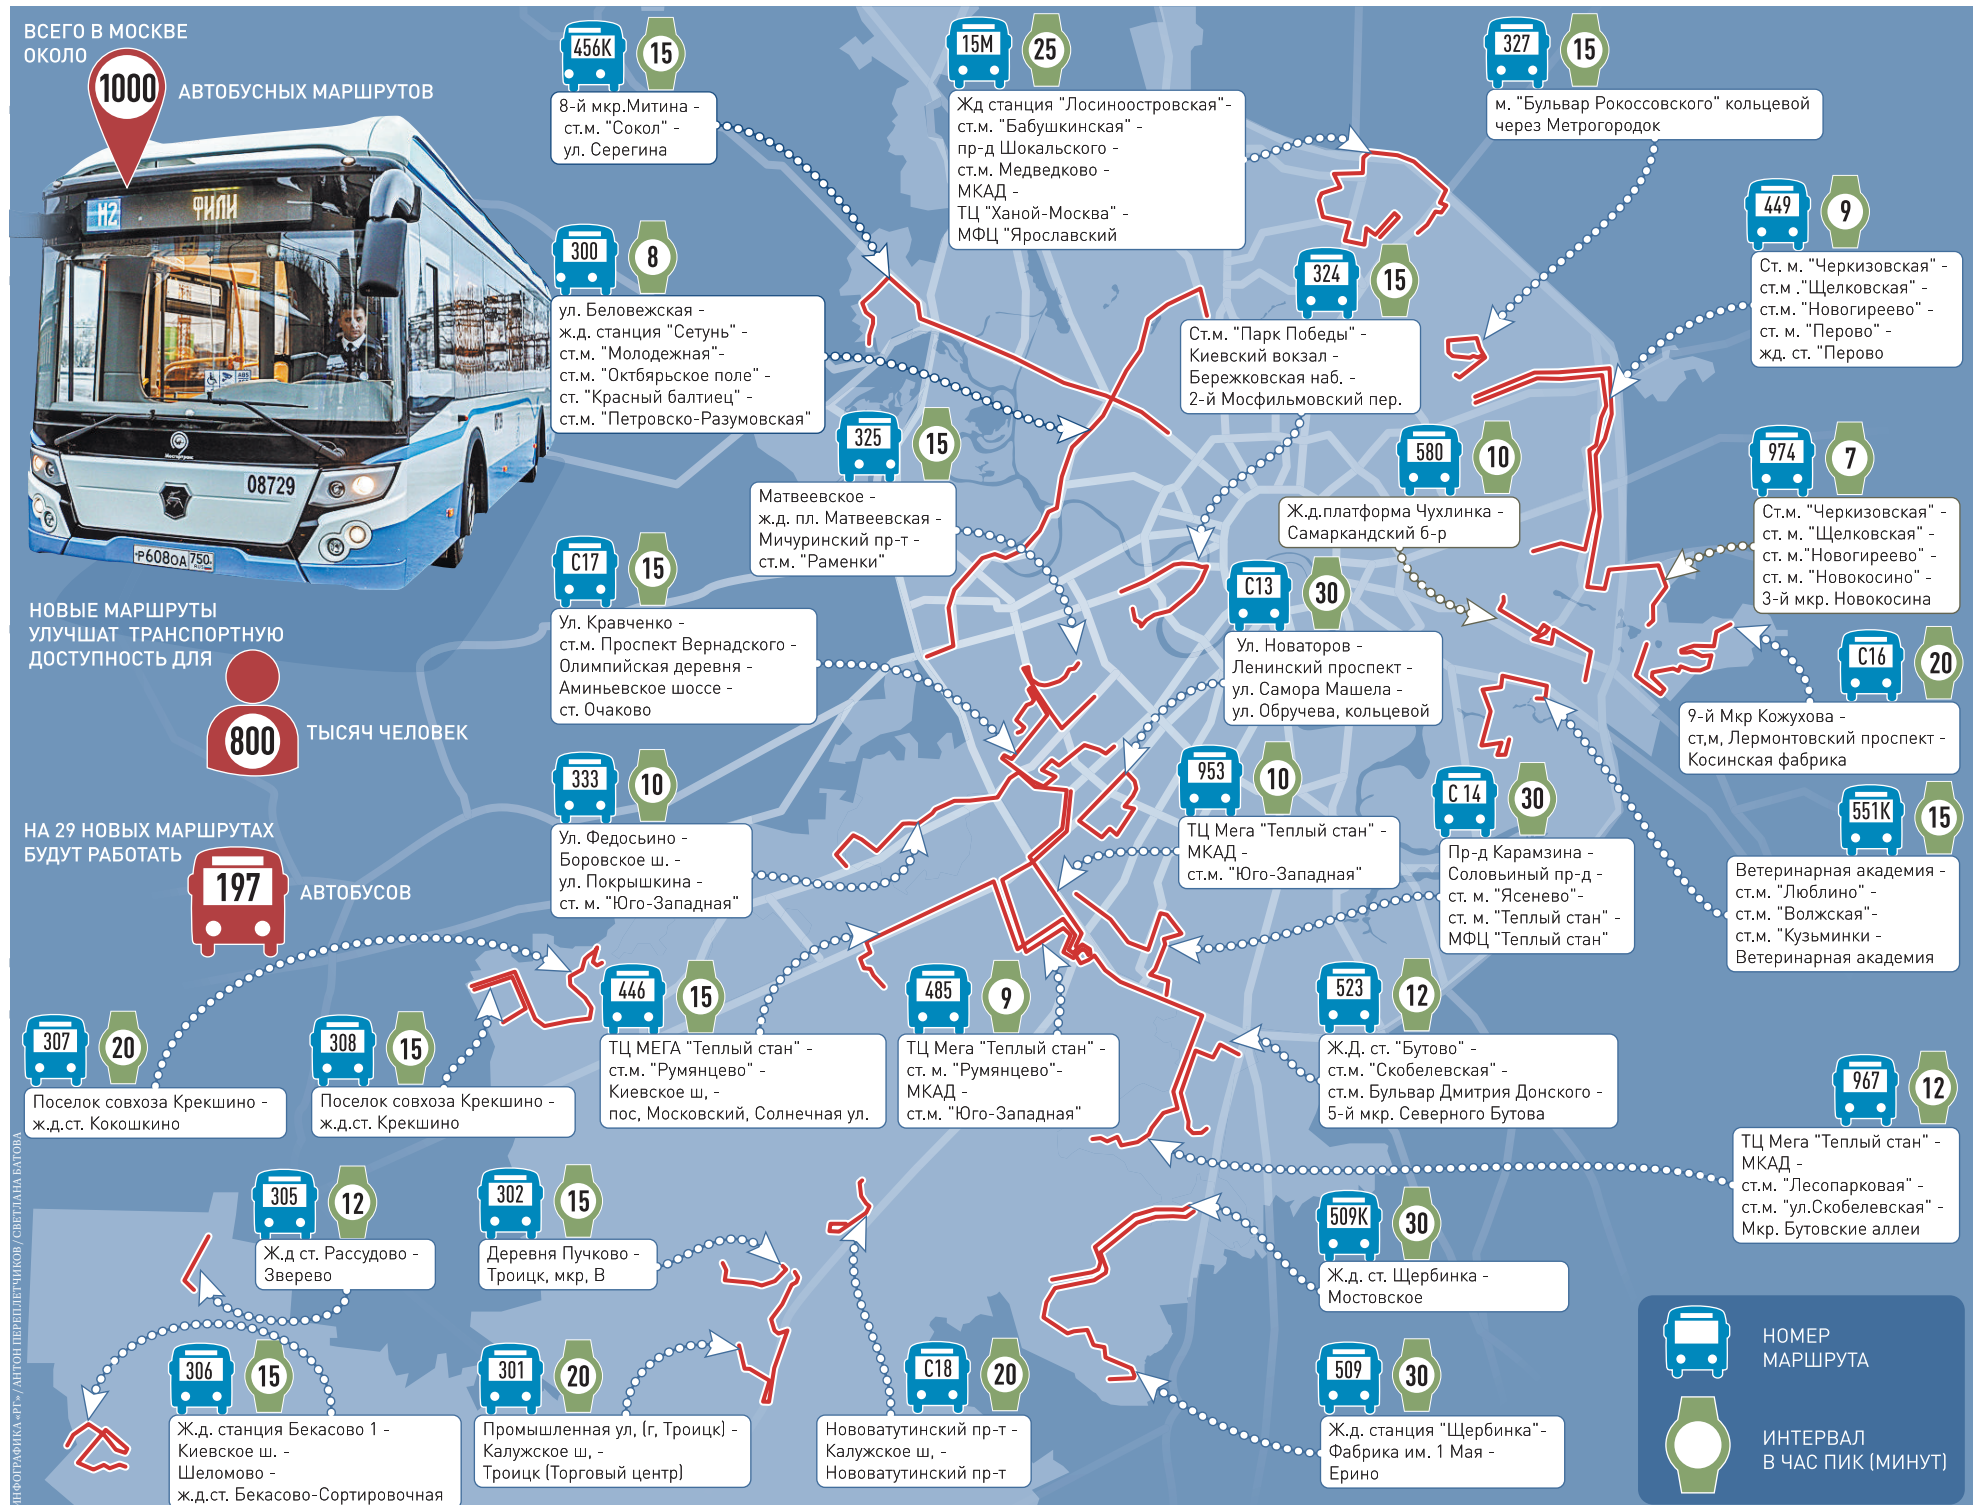 ВСЕГО В МОСКВЕ
ОКОЛО
1000
АВТОБУСНЫХ МАРШРУТОВ
М2
ФИЛИ
08729
Р608ОА 750
НОВЫЕ МАРШРУТЫ
УЛУЧШАТ ТРАНСПОРТНУЮ
ДОСТУПНОСТЬ ДЛЯ
800
ТЫСЯЧ ЧЕЛОВЕК
НА 29 НОВЫХ МАРШРУТАХ
БУДУТ РАБОТАТЬ
197
АВТОБУСОВ
456К
15
8-й мкр.Митина -
ст.м. "Сокол" -
ул. Серегина
15М
25
Жд станция "Лосиноостровская"-
ст.м. "Бабушкинская" -
пр-д Шокальского -
ст.м. Медведково -
МКАД -
ТЦ "Ханой-Москва" -
МФЦ "Ярославский
327
15
м. "Бульвар Рокоссовского" кольцевой
через Метрогородок
449
9
Ст. м. "Черкизовская" -
ст.м ."Щелковская" -
ст.м. "Новогиреево" -
ст. м. "Перово" -
жд. ст. "Перово
300
8
ул. Беловежская -
ж.д. станция "Сетунь" -
ст.м. "Молодежная"-
ст.м. "Октбярьское поле" -
ст. "Красный балтиец" -
ст.м. "Петровско-Разумовская"
324
15
Ст.м. "Парк Победы" -
Киевский вокзал -
Бережковская наб. -
2-й Мосфильмовский пер.
325
15
Матвеевское -
ж.д. пл. Матвеевская -
Мичуринский пр-т -
ст.м. "Раменки"
580
10
Ж.д.платформа Чухлинка -
Самаркандский б-р
974
7
Ст.м. "Черкизовская" -
ст. м. "Щелковская" -
ст. м."Новогиреево" -
ст. м. "Новокосино" -
3-й мкр. Новокосина
С17
15
Ул. Кравченко -
ст.м. Проспект Вернадского -
Олимпийская деревня -
Аминьевское шоссе -
ст. Очаково
С13
30
Ул. Новаторов -
Ленинский проспект -
ул. Самора Машела -
ул. Обручева, кольцевой
С16
20
9-й Мкр Кожухова -
ст,м, Лермонтовский проспект -
Косинская фабрика
333
10
Ул. Федосьино -
Боровское ш. -
ул. Покрышкина -
ст. м. "Юго-Западная"
953
10
ТЦ Мега "Теплый стан" -
МКАД -
ст.м. "Юго-Западная"
С 14
30
Пр-д Карамзина -
Соловьиный пр-д -
ст. м. "Ясенево"-
ст. м. "Теплый стан" -
МФЦ "Теплый стан"
551К
15
Ветеринарная академия -
ст.м. "Люблино" -
ст.м. "Волжская"-
ст.м. "Кузьминки -
Ветеринарная академия
307
20
Поселок совхоза Крекшино -
ж.д.ст. Кокошкино
308
15
Поселок совхоза Крекшино -
ж.д.ст. Крекшино
446
15
ТЦ МЕГА "Теплый стан" -
ст.м. "Румянцево" -
Киевское ш, -
пос, Московский, Солнечная ул.
485
9
ТЦ Мега "Теплый стан" -
ст. м. "Румянцево"-
МКАД -
ст.м. "Юго-Западная"
523
12
Ж.Д. ст. "Бутово" -
ст.м. "Скобелевская" -
ст.м. Бульвар Дмитрия Донского -
5-й мкр. Северного Бутова
967
12
ТЦ Мега "Теплый стан" -
МКАД -
ст.м. "Лесопарковая" -
ст.м. "ул.Скобелевская" -
Мкр. Бутовские аллеи
305
12
Ж.д ст. Рассудово -
Зверево
302
15
Деревня Пучково -
Троицк, мкр, В
509К
30
Ж.д. ст. Щербинка -
Мостовское
306
15
Ж.д. станция Бекасово 1 -
Киевское ш. -
Шеломово -
ж.д.ст. Бекасово-Сортировочная
301
20
Промышленная ул, (г, Троицк) -
Калужское ш, -
Троицк (Торговый центр)
С18
20
Нововатутинский пр-т -
Калужское ш, -
Нововатутинский пр-т
509
30
Ж.д. станция "Щербинка"-
Фабрика им. 1 Мая -
Ерино
НОМЕР
МАРШРУТА
ИНТЕРВАЛ
В ЧАС ПИК (МИНУТ)
ИНФОГРАФИКА «РГ» / АНТОН ПЕРЕПЛЕТЧИКОВ / СВЕТЛАНА БАТОВА